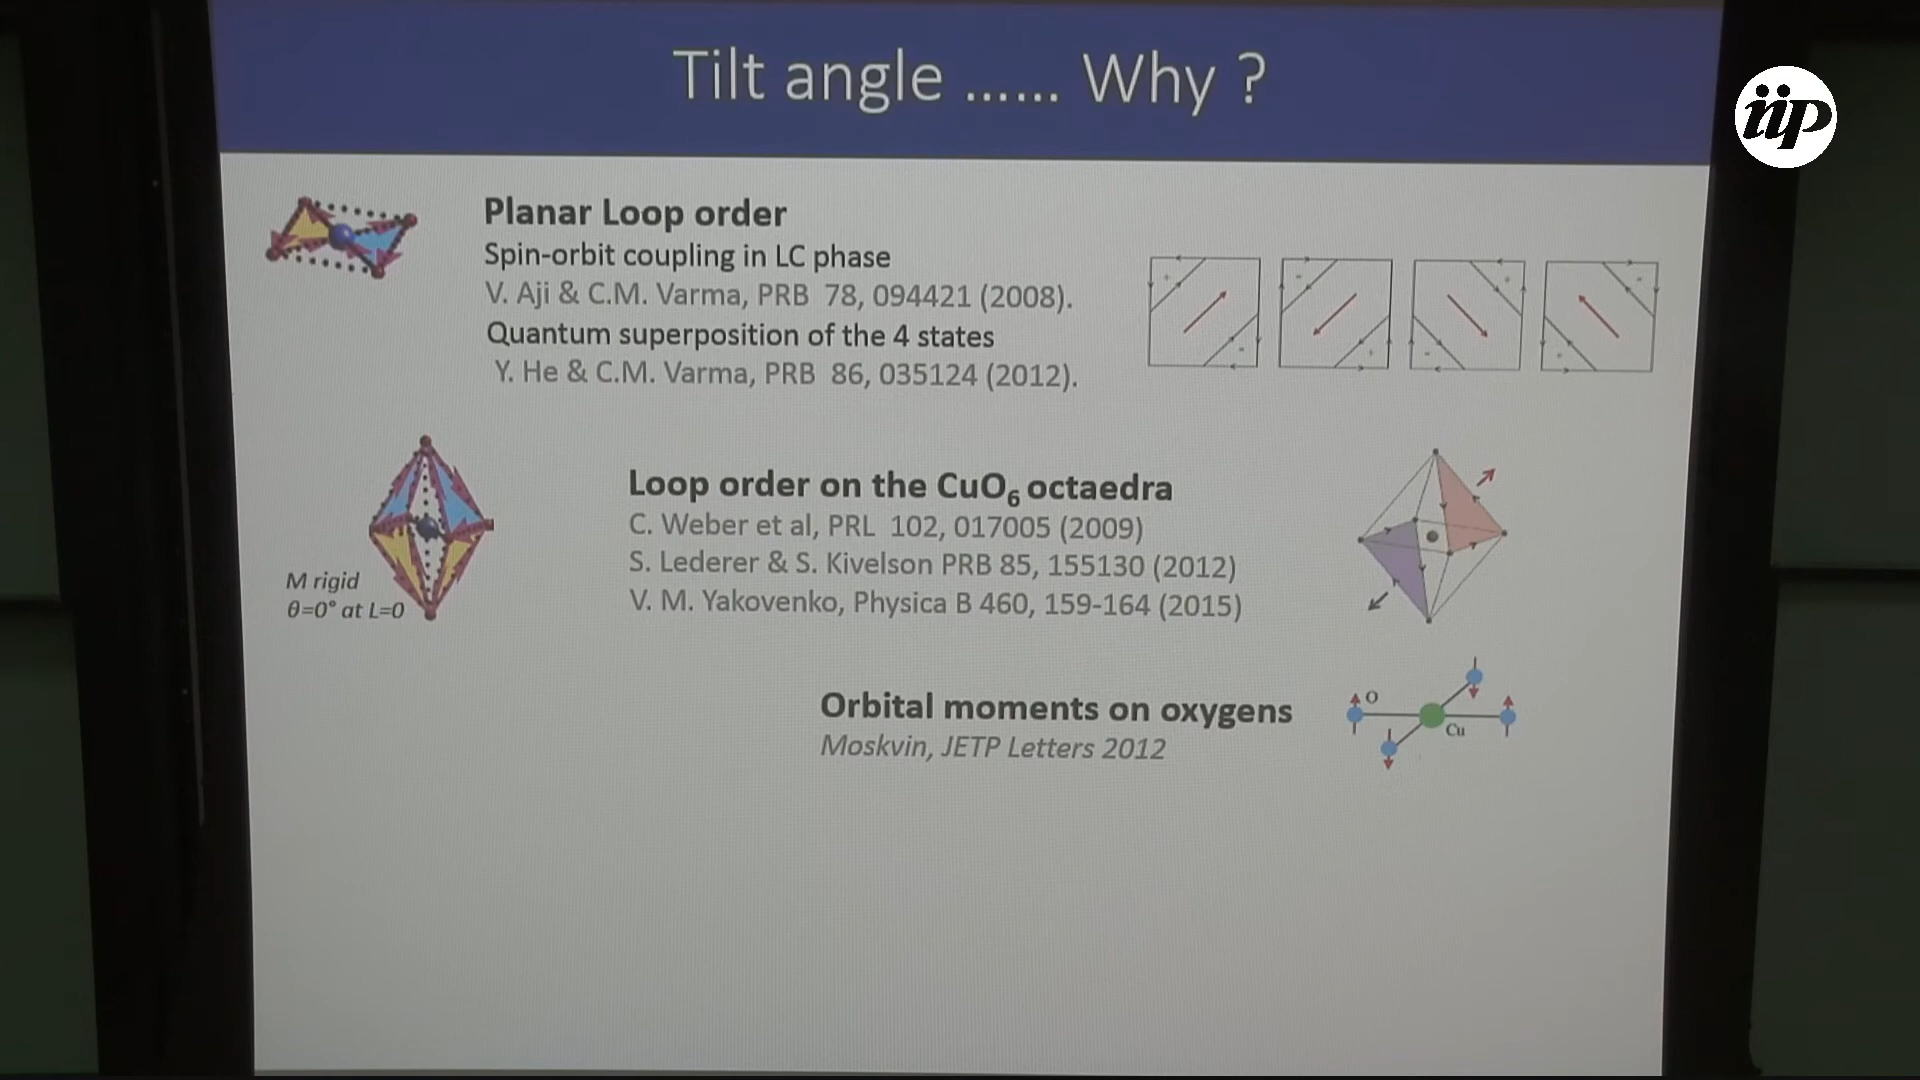 Tilt angle ...... Why ?
iip
Planar Loop order
Spin-orbit coupling in LC phase
V. Aji & C.M. Varma, PRB 78, 094421 (2008).
Quantum superposition of the 4 states
Y. He & C.M. Varma, PRB 86, 035124 (2012).
Loop order on the CuO6 octaedra
C. Weber et al, PRL 102, 017005 (2009)
S. Lederer & S. Kivelson PRB 85, 155130 (2012)
V. M. Yakovenko, Physica B 460, 159-164 (2015)
M rigid
θ=0° at L=0
Orbital moments on oxygens
Moskvin, JETP Letters 2012
O
Cu